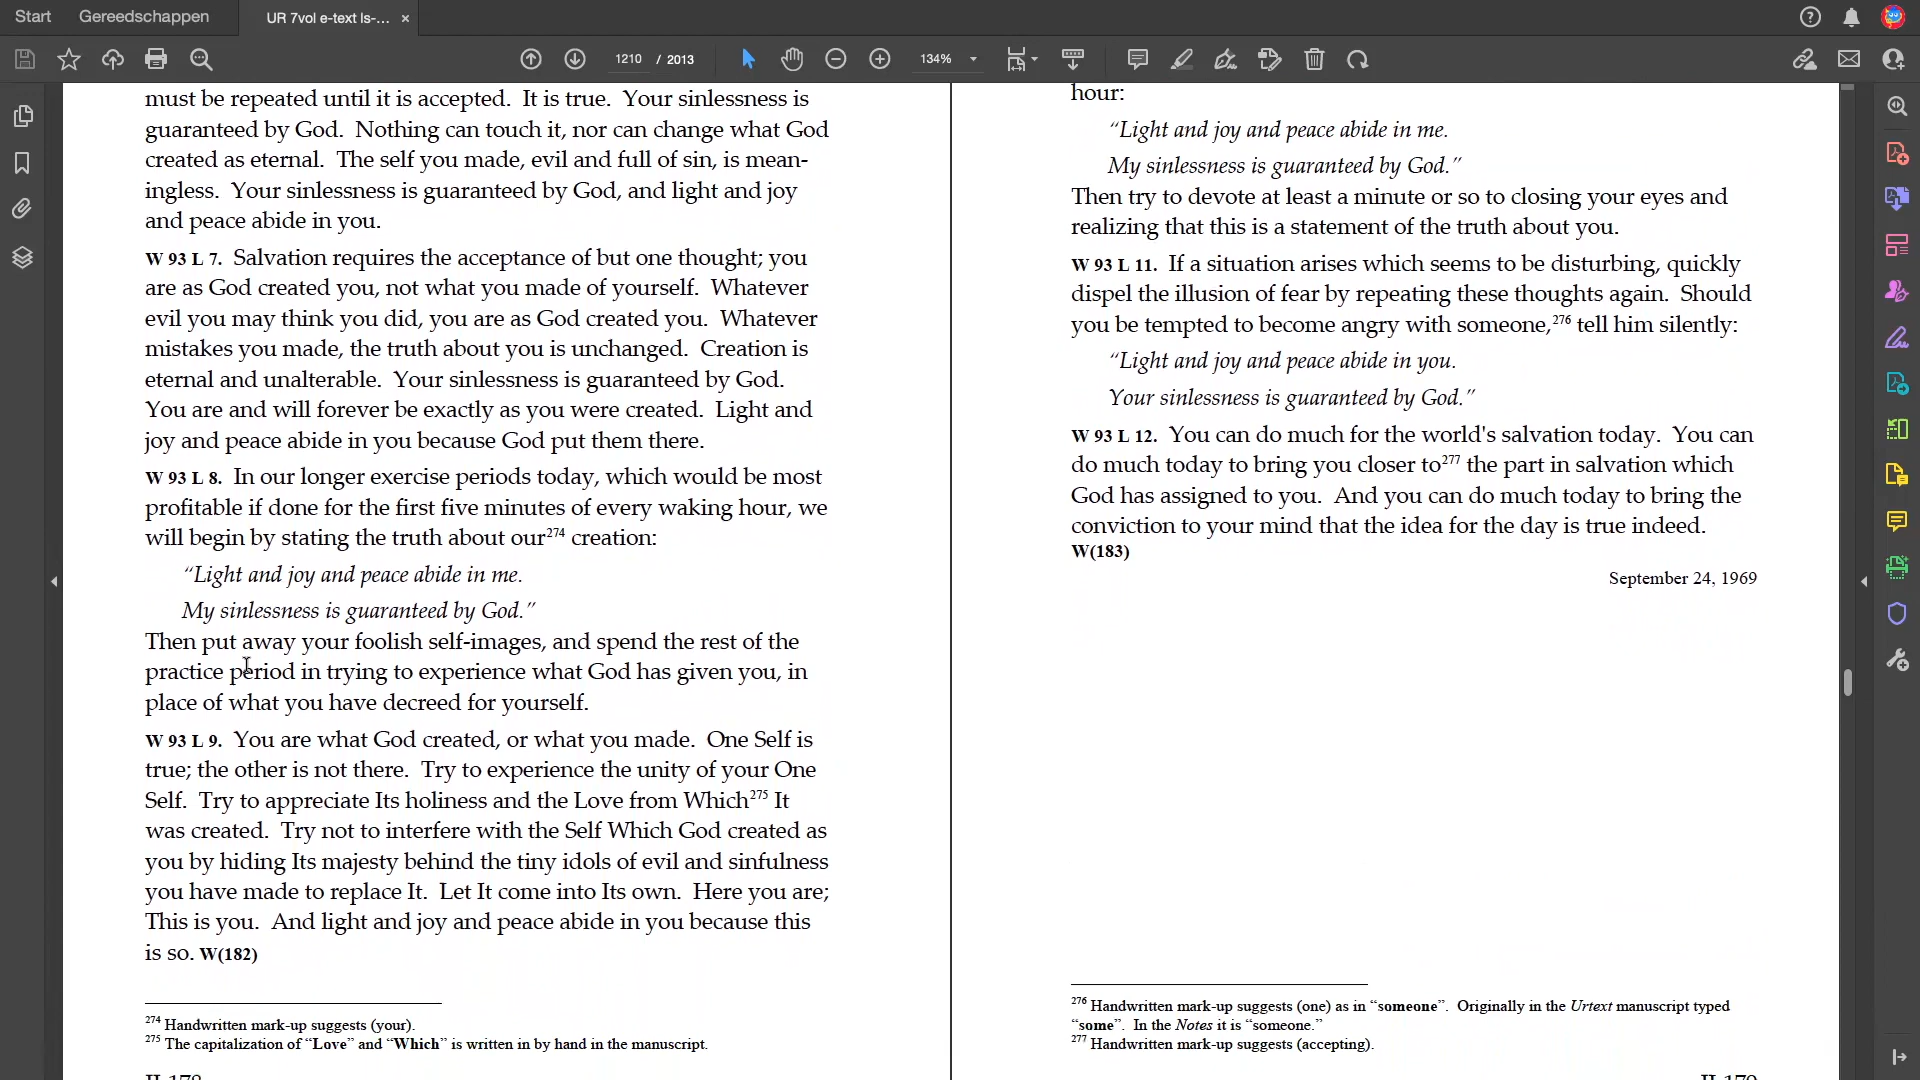 Start Gereedschappen UR 7vol e-text ls-... ×
1210 / 2013 134%
must be repeated until it is accepted. It is true. Your sinlessness is
guaranteed by God. Nothing can touch it, nor can change what God
created as eternal. The self you made, evil and full of sin, is mean-
ingless. Your sinlessness is guaranteed by God, and light and joy
and peace abide in you.
W 93 L 7. Salvation requires the acceptance of but one thought; you
are as God created you, not what you made of yourself. Whatever
evil you may think you did, you are as God created you. Whatever
mistakes you made, the truth about you is unchanged. Creation is
eternal and unalterable. Your sinlessness is guaranteed by God.
You are and will forever be exactly as you were created. Light and
joy and peace abide in you because God put them there.
W 93 L 8. In our longer exercise periods today, which would be most
profitable if done for the first five minutes of every waking hour, we
will begin by stating the truth about our274 creation:
“Light and joy and peace abide in me.
My sinlessness is guaranteed by God.”
Then put away your foolish self-images, and spend the rest of the
practice period in trying to experience what God has given you, in
place of what you have decreed for yourself.
W 93 L 9. You are what God created, or what you made. One Self is
true; the other is not there. Try to experience the unity of your One
Self. Try to appreciate Its holiness and the Love from Which275 It
was created. Try not to interfere with the Self Which God created as
you by hiding Its majesty behind the tiny idols of evil and sinfulness
you have made to replace It. Let It come into Its own. Here you are;
This is you. And light and joy and peace abide in you because this
is so. W(182)
274 Handwritten mark-up suggests (your).
275 The capitalization of “Love” and “Which” is written in by hand in the manuscript.
hour:
“Light and joy and peace abide in me.
My sinlessness is guaranteed by God.”
Then try to devote at least a minute or so to closing your eyes and
realizing that this is a statement of the truth about you.
W 93 L 11. If a situation arises which seems to be disturbing, quickly
dispel the illusion of fear by repeating these thoughts again. Should
you be tempted to become angry with someone,276 tell him silently:
“Light and joy and peace abide in you.
Your sinlessness is guaranteed by God.”
W 93 L 12. You can do much for the world's salvation today. You can
do much today to bring you closer to277 the part in salvation which
God has assigned to you. And you can do much today to bring the
conviction to your mind that the idea for the day is true indeed.
W(183)
September 24, 1969
276 Handwritten mark-up suggests (one) as in “someone”. Originally in the Urtext manuscript typed
“some”. In the Notes it is “someone.”
277 Handwritten mark-up suggests (accepting).